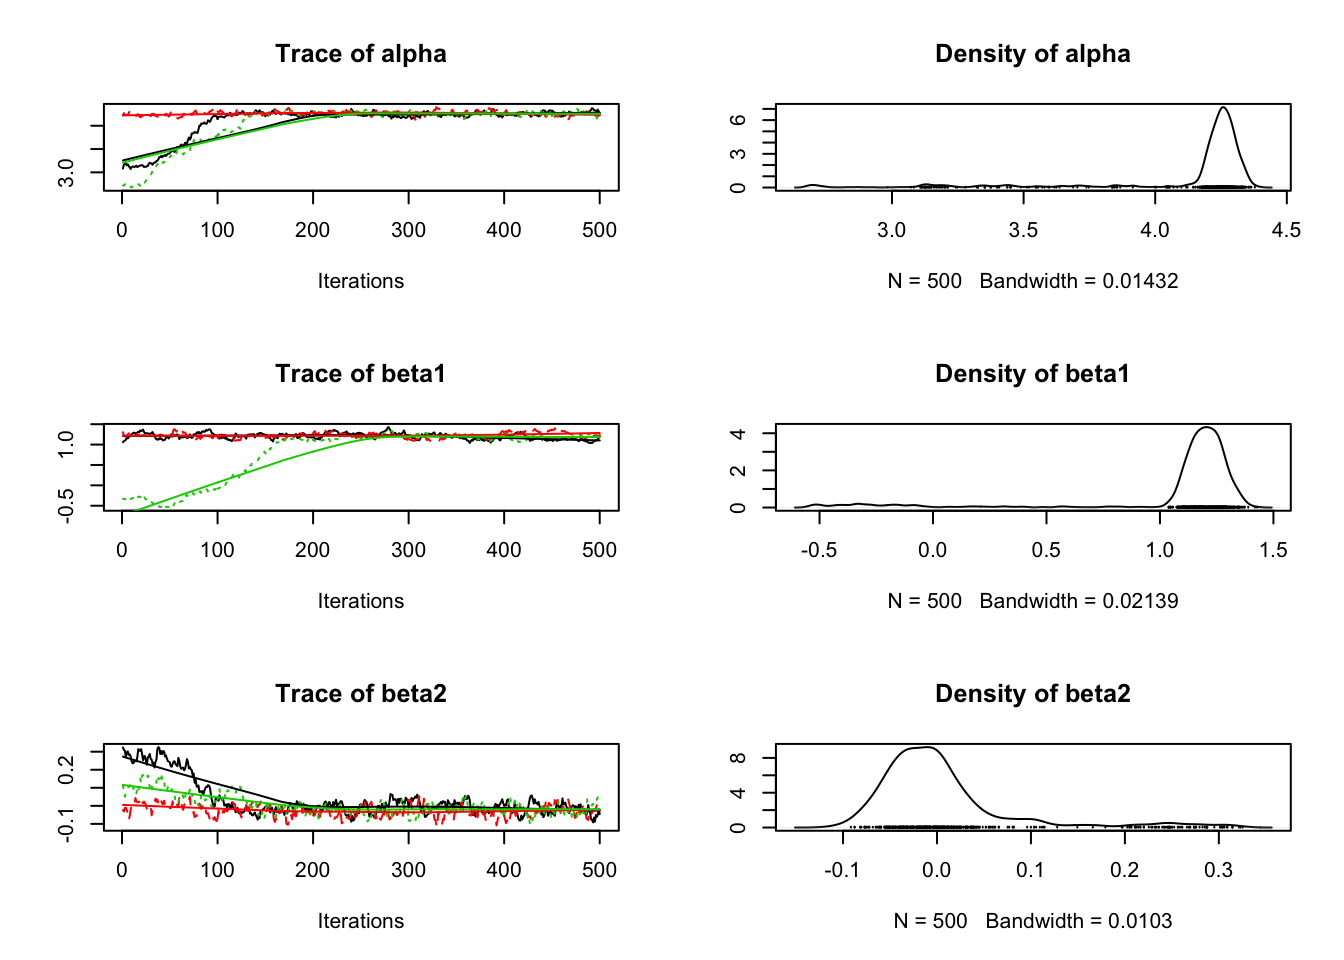 Trace of alpha
3.0
0 100 200 300 400 500
Iterations
Density of alpha
0 3 6
3.0 3.5 4.0 4.5
N = 500 Bandwidth = 0.01432
Trace of beta1
-0.5 1.0
0 100 200 300 400 500
Iterations
Density of beta1
0 2 4
-0.5 0.0 0.5 1.0 1.5
N = 500 Bandwidth = 0.02139
Trace of beta2
-0.1 0.2
0 100 200 300 400 500
Iterations
Density of beta2
0 4 8
-0.1 0.0 0.1 0.2 0.3
N = 500 Bandwidth = 0.0103